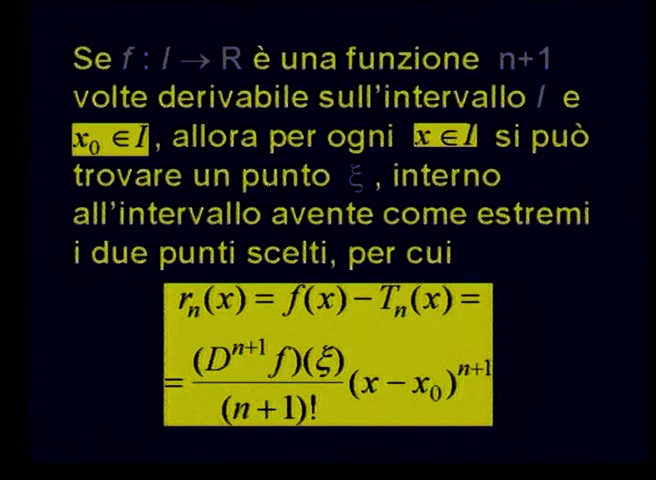 Se f : I → R è una funzione n+1
volte derivabile sull'intervallo I e
x₀ ∈ I , allora per ogni x ∈ I si può
trovare un punto ξ , interno
all'intervallo avente come estremi
i due punti scelti, per cui
rₙ(x) = f(x) − Tₙ(x) =
= (Dⁿ⁺¹ f)(ξ) / (n + 1)! (x − x₀)ⁿ⁺¹